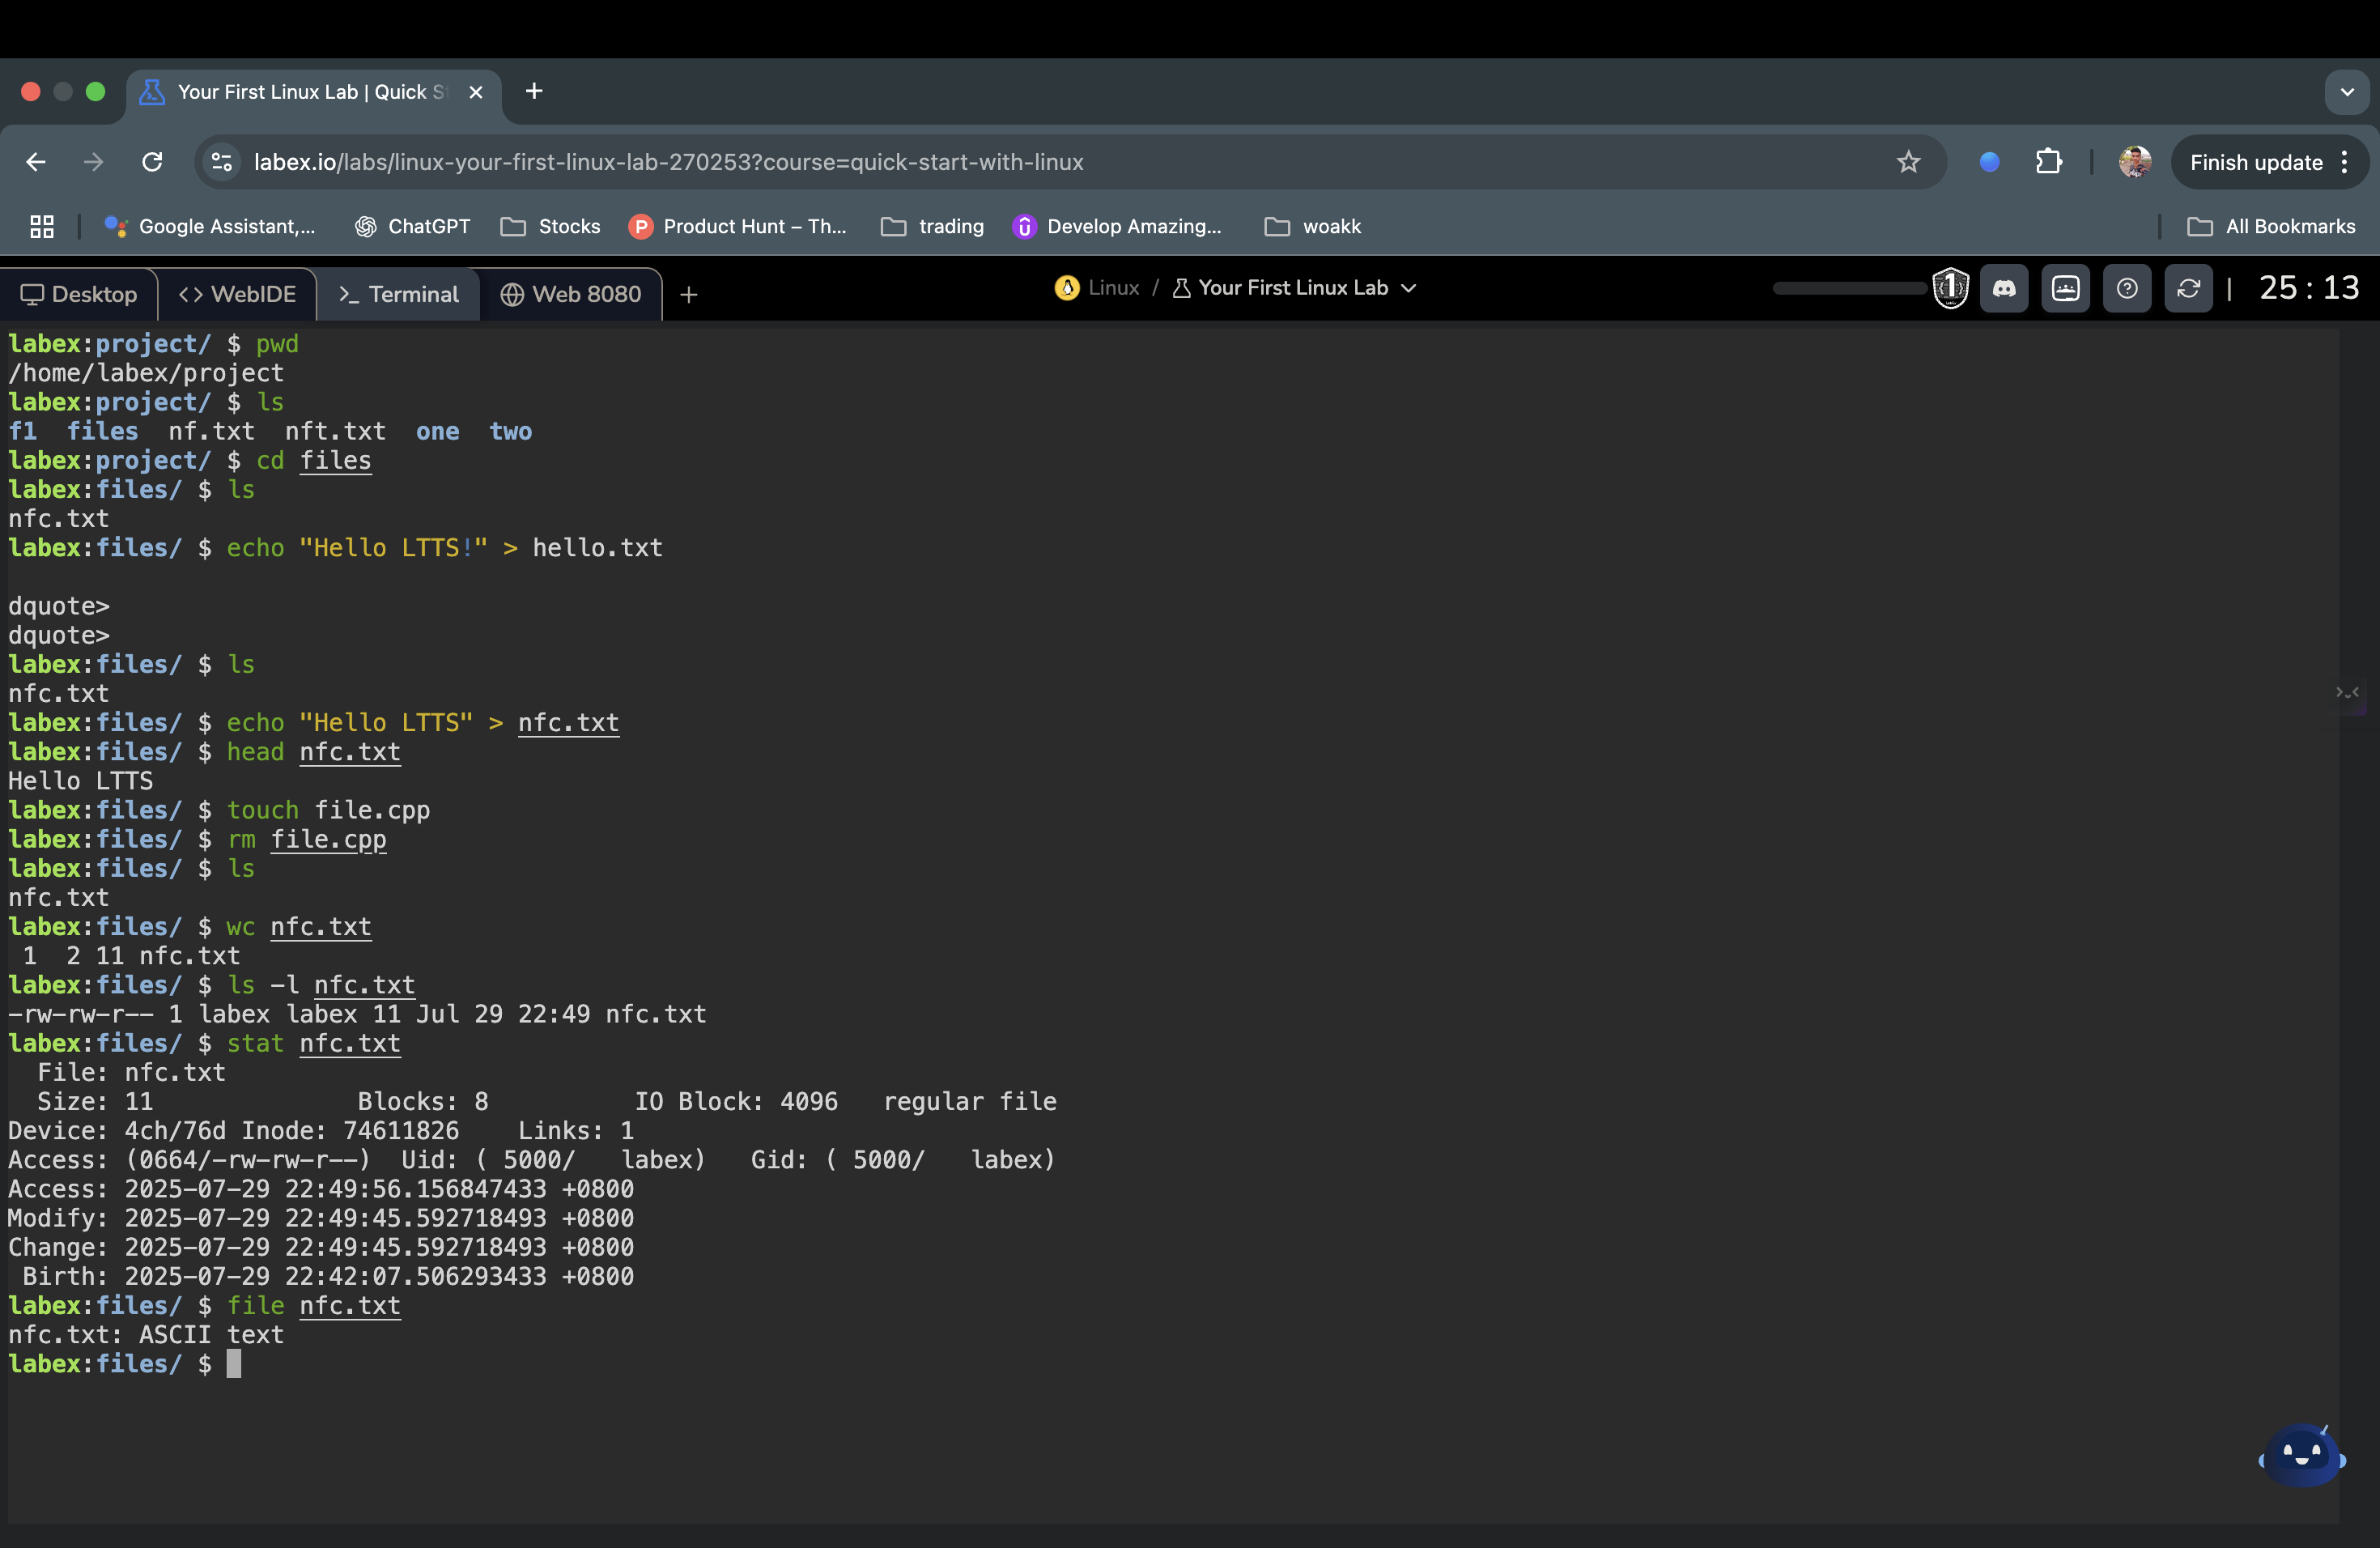 Your First Linux Lab | Quick S
labex.io/labs/linux-your-first-linux-lab-270253?course=quick-start-with-linux
Finish update
Google Assistant,...
ChatGPT
Stocks
Product Hunt – Th...
trading
Develop Amazing...
woakk
All Bookmarks
Desktop
WebIDE
Terminal
Web 8080
Linux / Your First Linux Lab
25 : 13
labex:project/ $ pwd
/home/labex/project
labex:project/ $ ls
f1  files  nf.txt  nft.txt  one  two
labex:project/ $ cd files
labex:files/ $ ls
nfc.txt
labex:files/ $ echo "Hello LTTS!" > hello.txt
dquote>
dquote>
labex:files/ $ ls
nfc.txt
labex:files/ $ echo "Hello LTTS" > nfc.txt
labex:files/ $ head nfc.txt
Hello LTTS
labex:files/ $ touch file.cpp
labex:files/ $ rm file.cpp
labex:files/ $ ls
nfc.txt
labex:files/ $ wc nfc.txt
 1  2 11 nfc.txt
labex:files/ $ ls -l nfc.txt
-rw-rw-r-- 1 labex labex 11 Jul 29 22:49 nfc.txt
labex:files/ $ stat nfc.txt
  File: nfc.txt
  Size: 11              Blocks: 8          IO Block: 4096   regular file
Device: 4ch/76d Inode: 74611826    Links: 1
Access: (0664/-rw-rw-r--)  Uid: ( 5000/   labex)   Gid: ( 5000/   labex)
Access: 2025-07-29 22:49:56.156847433 +0800
Modify: 2025-07-29 22:49:45.592718493 +0800
Change: 2025-07-29 22:49:45.592718493 +0800
 Birth: 2025-07-29 22:42:07.506293433 +0800
labex:files/ $ file nfc.txt
nfc.txt: ASCII text
labex:files/ $